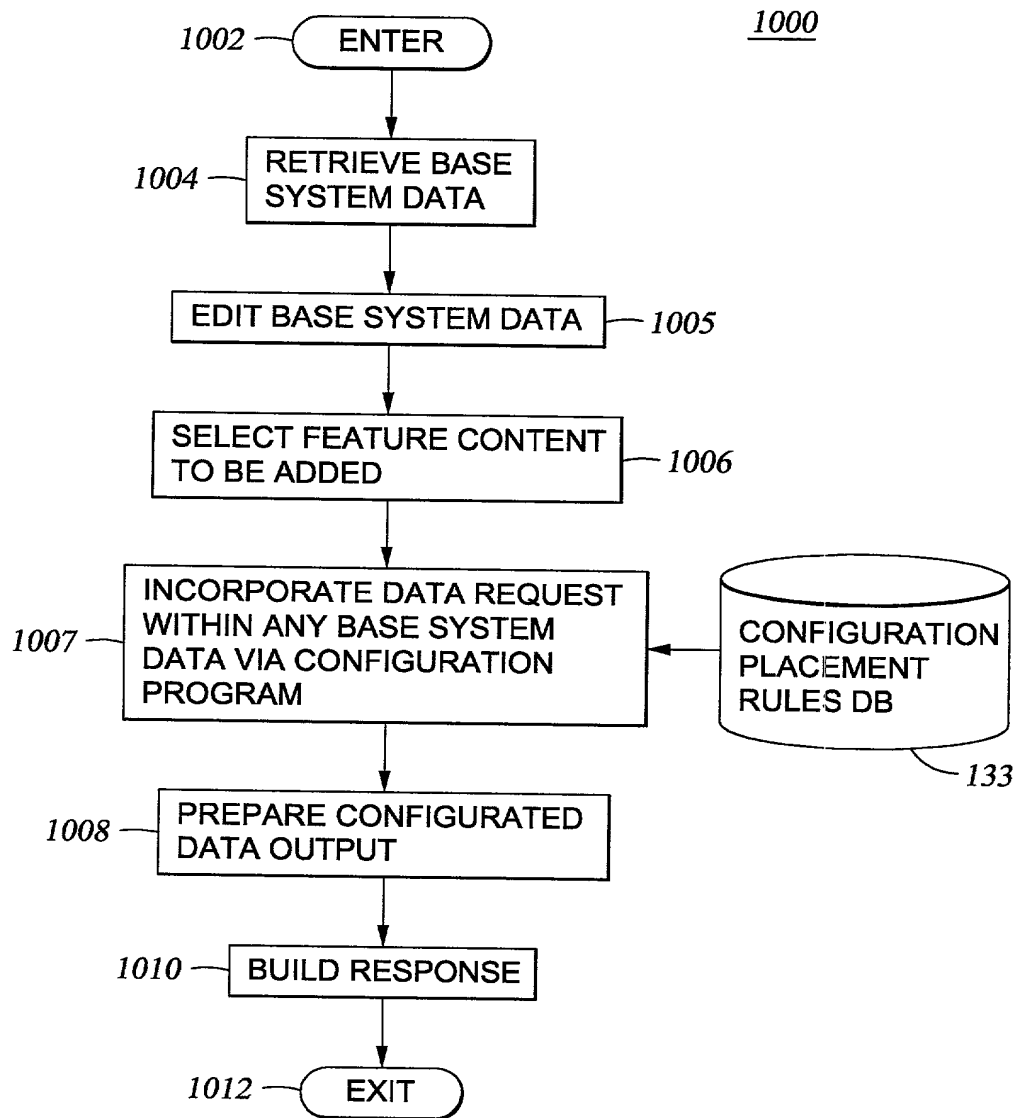 1000
1002
ENTER
1004
RETRIEVE BASE
SYSTEM DATA
EDIT BASE SYSTEM DATA
1005
SELECT FEATURE CONTENT
TO BE ADDED
1006
1007
INCORPORATE DATA REQUEST
WITHIN ANY BASE SYSTEM
DATA VIA CONFIGURATION
PROGRAM
CONFIGURATION
PLACEMENT
RULES DB
133
1008
PREPARE CONFIGURATED
DATA OUTPUT
1010
BUILD RESPONSE
1012
EXIT